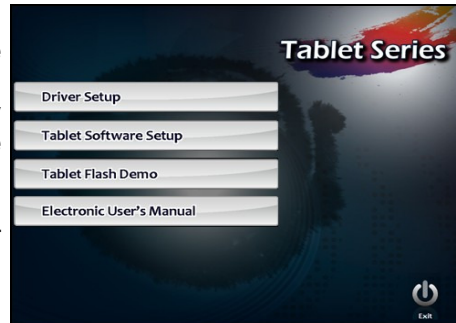 Tablet Series
Driver Setup
Tablet Software Setup
Tablet Flash Demo
Electronic User's Manual
Exit